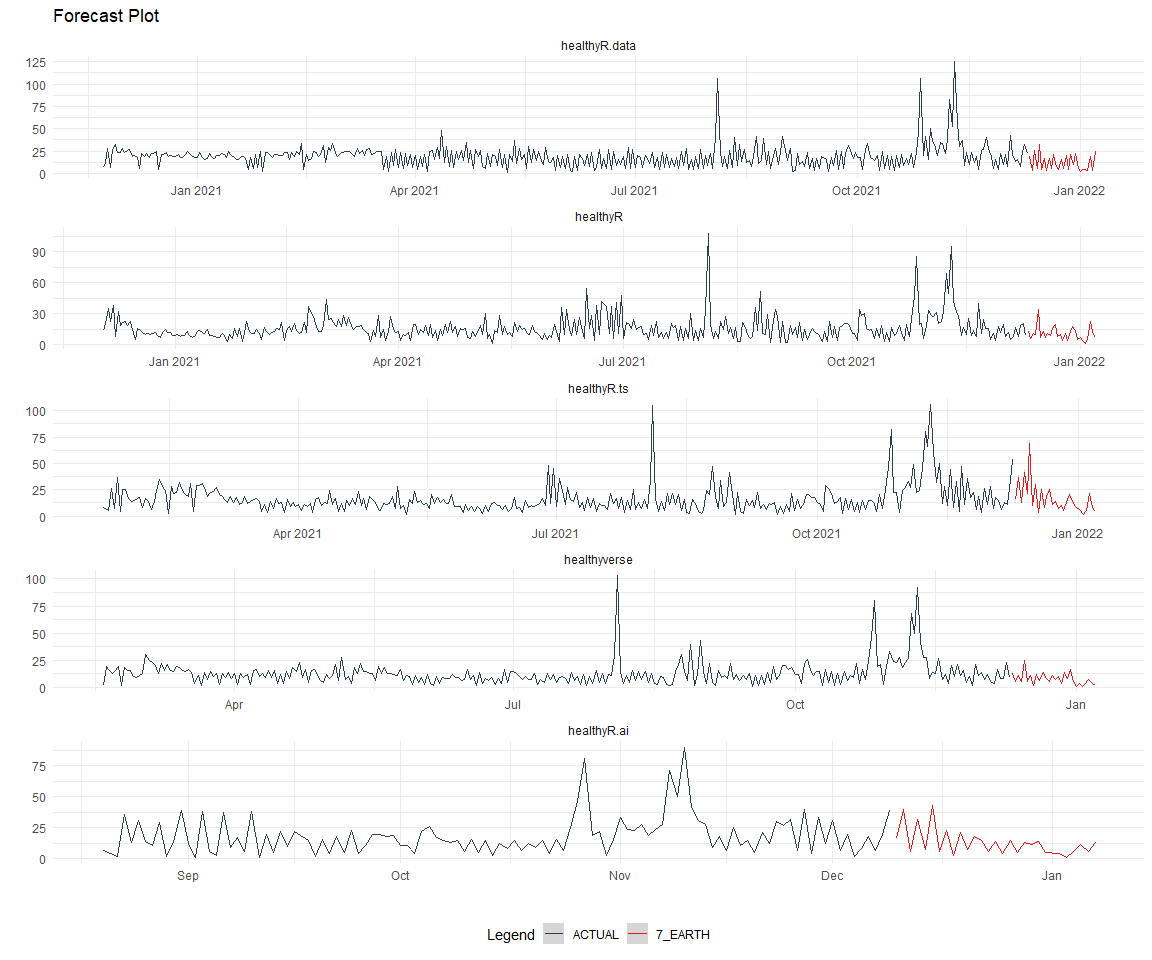 Forecast Plot
healthyR.data
125
100
75
50
25
0
Jan 2021 Apr 2021 Jul 2021 Oct 2021 Jan 2022
healthyR
90
60
30
0
Jan 2021 Apr 2021 Jul 2021 Oct 2021 Jan 2022
healthyR.ts
100
75
50
25
0
Apr 2021 Jul 2021 Oct 2021 Jan 2022
healthyverse
100
75
50
25
0
Apr Jul Oct Jan
healthyR.ai
75
50
25
0
Sep Oct Nov Dec Jan
Legend ACTUAL 7_EARTH